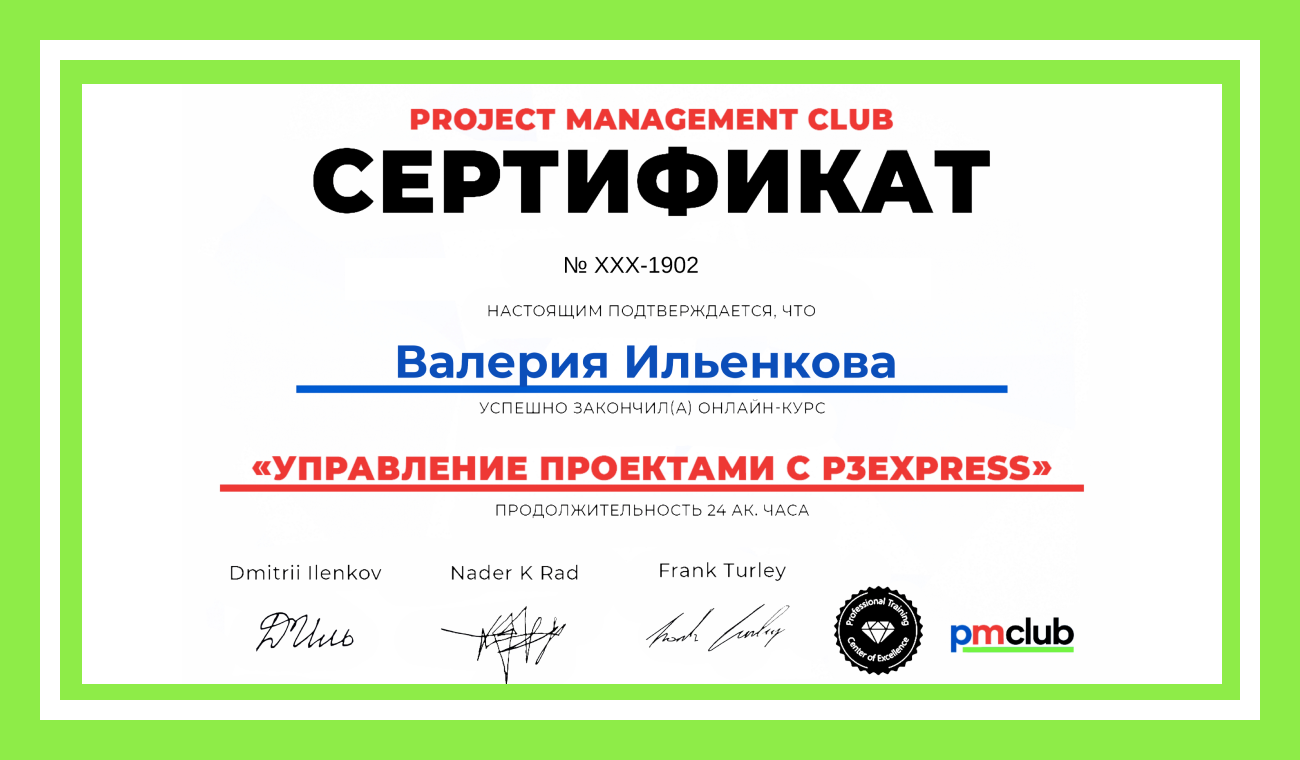 PROJECT MANAGEMENT CLUB
СЕРТИФИКАТ
№ XXX-1902
НАСТОЯЩИМ ПОДТВЕРЖДАЕТСЯ, ЧТО
Валерия Ильенкова
УСПЕШНО ЗАКОНЧИЛ(А) ОНЛАЙН-КУРС
«УПРАВЛЕНИЕ ПРОЕКТАМИ С P3EXPRESS»
ПРОДОЛЖИТЕЛЬНОСТЬ 24 АК. ЧАСА
Dmitrii Ilenkov Nader K Rad Frank Turley
Professional Training
Center of Excellence
pmclub